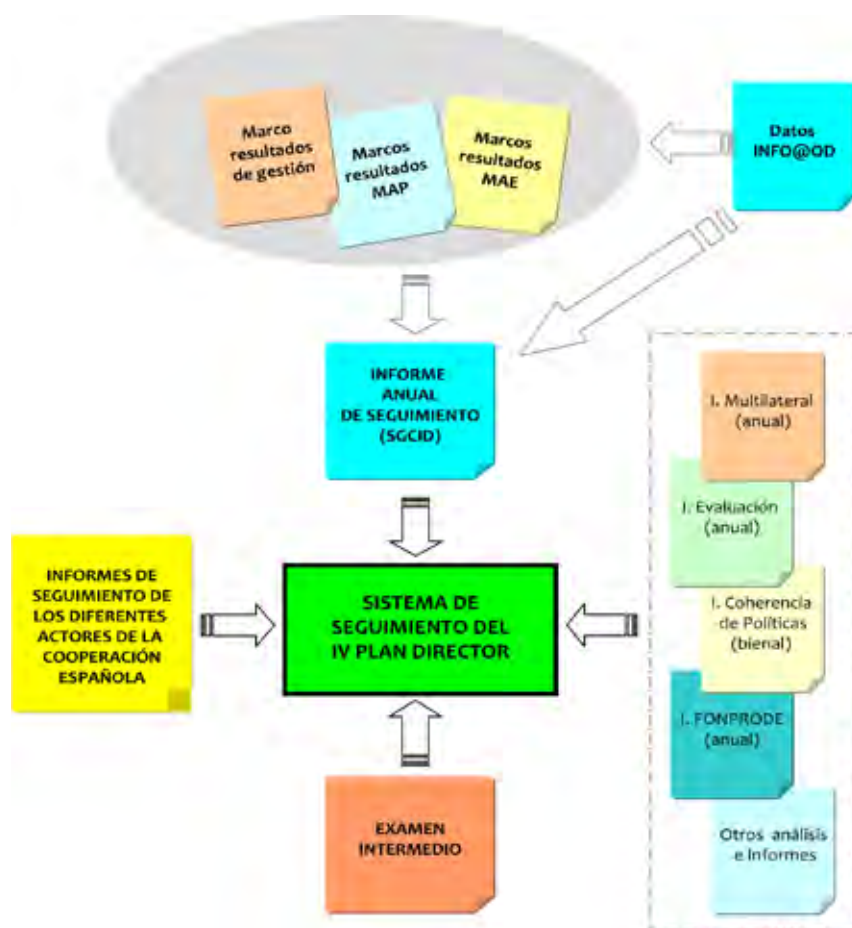 Marco
resultados
de gestión
Marcos
resultados
MAP
Marcos
resultados
MAE
Datos
INFO@OD
INFORME
ANUAL
DE SEGUIMIENTO
(SGCID)
I. Multilateral
(anual)
I. Evaluación
(anual)
I. Coherencia
de Políticas
(bienal)
I. FONPRODE
(anual)
Otros análisis
e Informes
INFORMES DE
SEGUIMIENTO DE
LOS DIFERENTES
ACTORES DE LA
COOPERACIÓN
ESPAÑOLA
SISTEMA DE
SEGUIMIENTO DEL
IV PLAN DIRECTOR
EXAMEN
INTERMEDIO